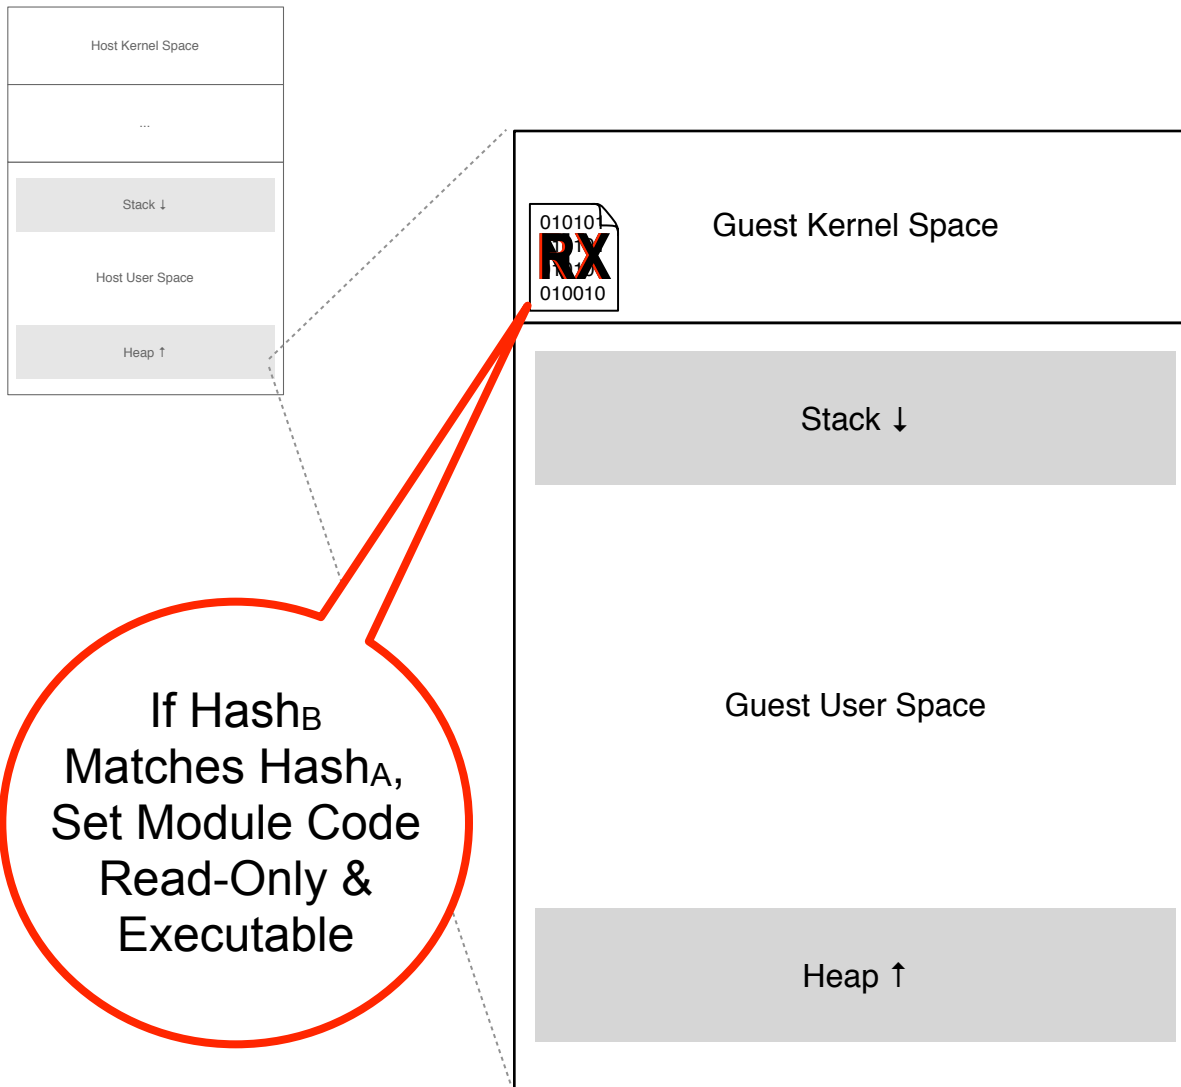 Host Kernel Space
...
Stack ↓
Host User Space
Heap ↑
Guest Kernel Space
010101
RX
010010
Stack ↓
Guest User Space
Heap ↑
If HashB
Matches HashA,
Set Module Code
Read-Only &
Executable